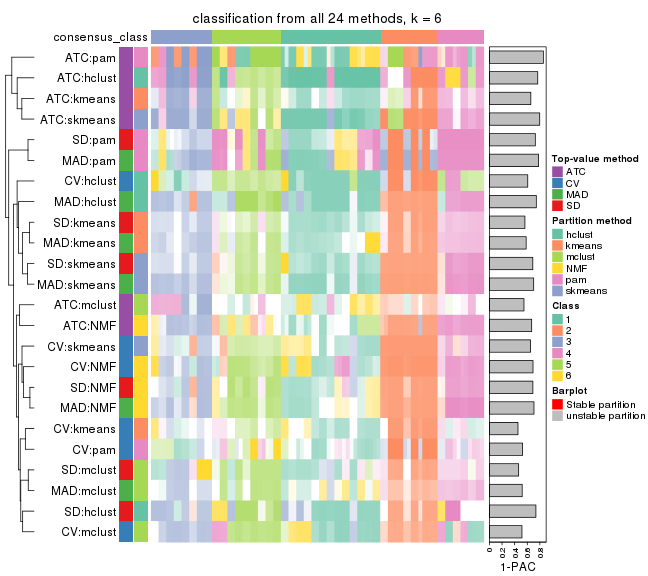 classification from all 24 methods, k = 6
consensus_class
ATC:pam
ATC:hclust
ATC:kmeans
ATC:skmeans
SD:pam
MAD:pam
CV:hclust
MAD:hclust
SD:kmeans
MAD:kmeans
SD:skmeans
MAD:skmeans
ATC:mclust
ATC:NMF
CV:skmeans
CV:NMF
SD:NMF
MAD:NMF
CV:kmeans
CV:pam
SD:mclust
MAD:mclust
SD:hclust
CV:mclust
0 0.2 0.4 0.6 0.8
1-PAC
Top-value method
ATC
CV
MAD
SD
Partition method
hclust
kmeans
mclust
NMF
pam
skmeans
Class
1
2
3
4
5
6
Barplot
Stable partition
unstable partition